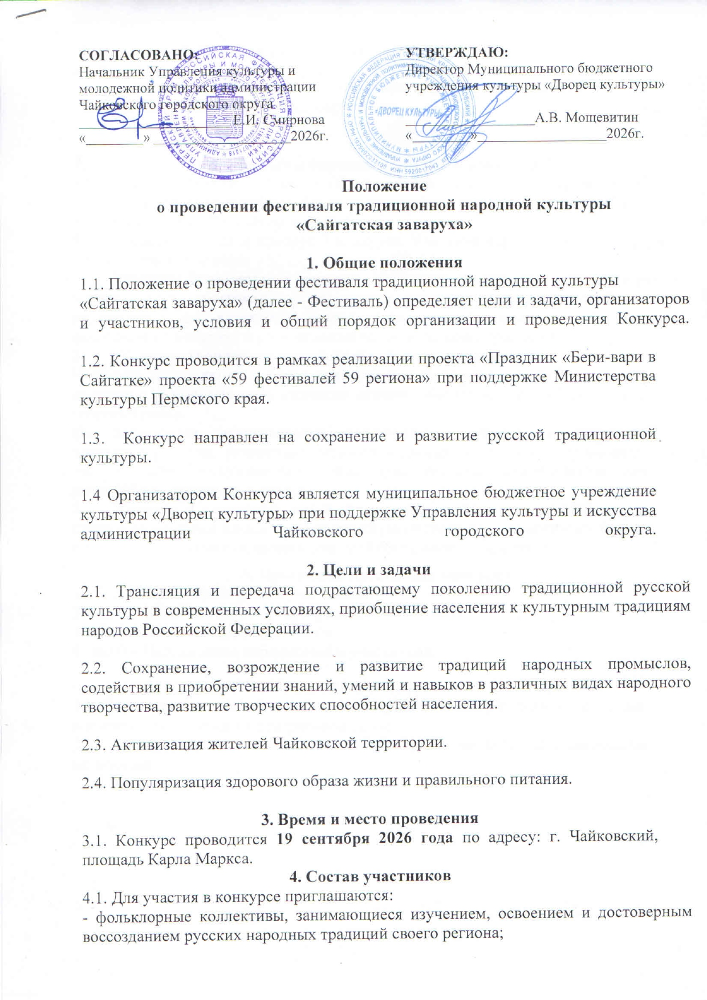 СОГЛАСОВАНО:
Начальник Управления культуры и
молодежной политики администрации
Чайковского городского округа
____________________ Е.И. Смирнова
«________» ___________________2026г.
УТВЕРЖДАЮ:
Директор Муниципального бюджетного
учреждения культуры «Дворец культуры»
__________________А.В. Мощевитин
«________»___________________2026г.
«ДВОРЕЦ КУЛЬТУРЫ»
Положение
о проведении фестиваля традиционной народной культуры
«Сайгатская заваруха»
1. Общие положения
1.1. Положение о проведении фестиваля традиционной народной культуры
«Сайгатская заваруха» (далее - Фестиваль) определяет цели и задачи, организаторов
и участников, условия и общий порядок организации и проведения Конкурса.
1.2. Конкурс проводится в рамках реализации проекта «Праздник «Бери-вари в
Сайгатке» проекта «59 фестивалей 59 региона» при поддержке Министерства
культуры Пермского края.
1.3. Конкурс направлен на сохранение и развитие русской традиционной
культуры.
1.4 Организатором Конкурса является муниципальное бюджетное учреждение
культуры «Дворец культуры» при поддержке Управления культуры и искусства
администрации Чайковского городского округа.
2. Цели и задачи
2.1. Трансляция и передача подрастающему поколению традиционной русской
культуры в современных условиях, приобщение населения к культурным традициям
народов Российской Федерации.
2.2. Сохранение, возрождение и развитие традиций народных промыслов,
содействия в приобретении знаний, умений и навыков в различных видах народного
творчества, развитие творческих способностей населения.
2.3. Активизация жителей Чайковской территории.
2.4. Популяризация здорового образа жизни и правильного питания.
3. Время и место проведения
3.1. Конкурс проводится 19 сентября 2026 года по адресу: г. Чайковский,
площадь Карла Маркса.
4. Состав участников
4.1. Для участия в конкурсе приглашаются:
- фольклорные коллективы, занимающиеся изучением, освоением и достоверным
воссозданием русских народных традиций своего региона;